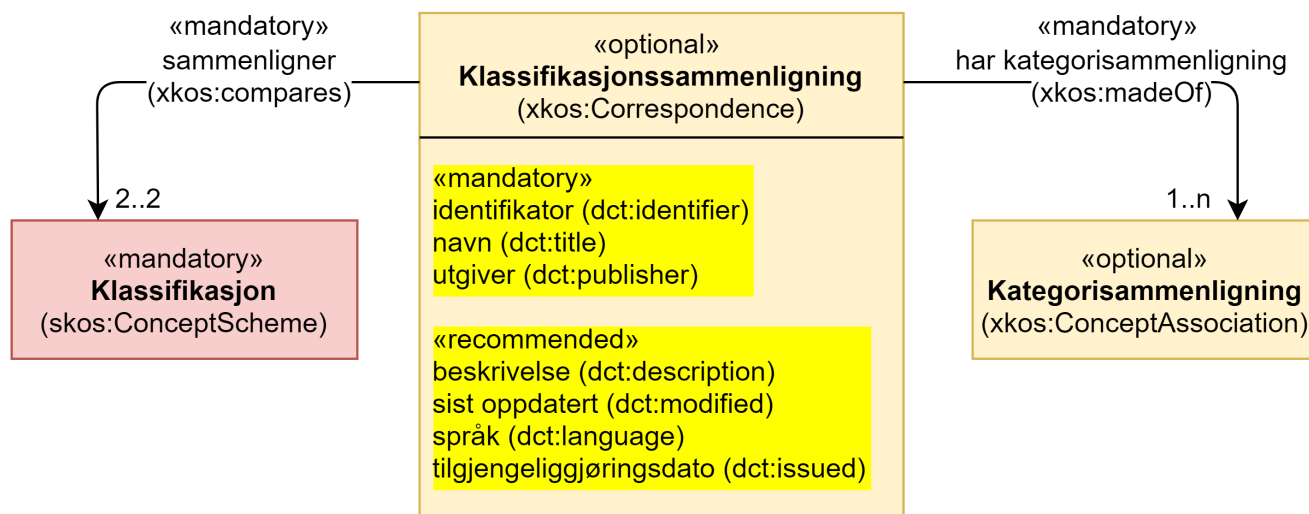 «mandatory»
sammenligner
(xkos:compares)
2..2
«mandatory»
Klassifikasjon
(skos:ConceptScheme)
«optional»
Klassifikasjonssammenligning
(xkos:Correspondence)
«mandatory»
identifikator (dct:identifier)
navn (dct:title)
utgiver (dct:publisher)
«recommended»
beskrivelse (dct:description)
sist oppdatert (dct:modified)
språk (dct:language)
tilgjengeliggjøringsdato (dct:issued)
«mandatory»
har kategorisammenligning
(xkos:madeOf)
1..n
«optional»
Kategorisammenligning
(xkos:ConceptAssociation)